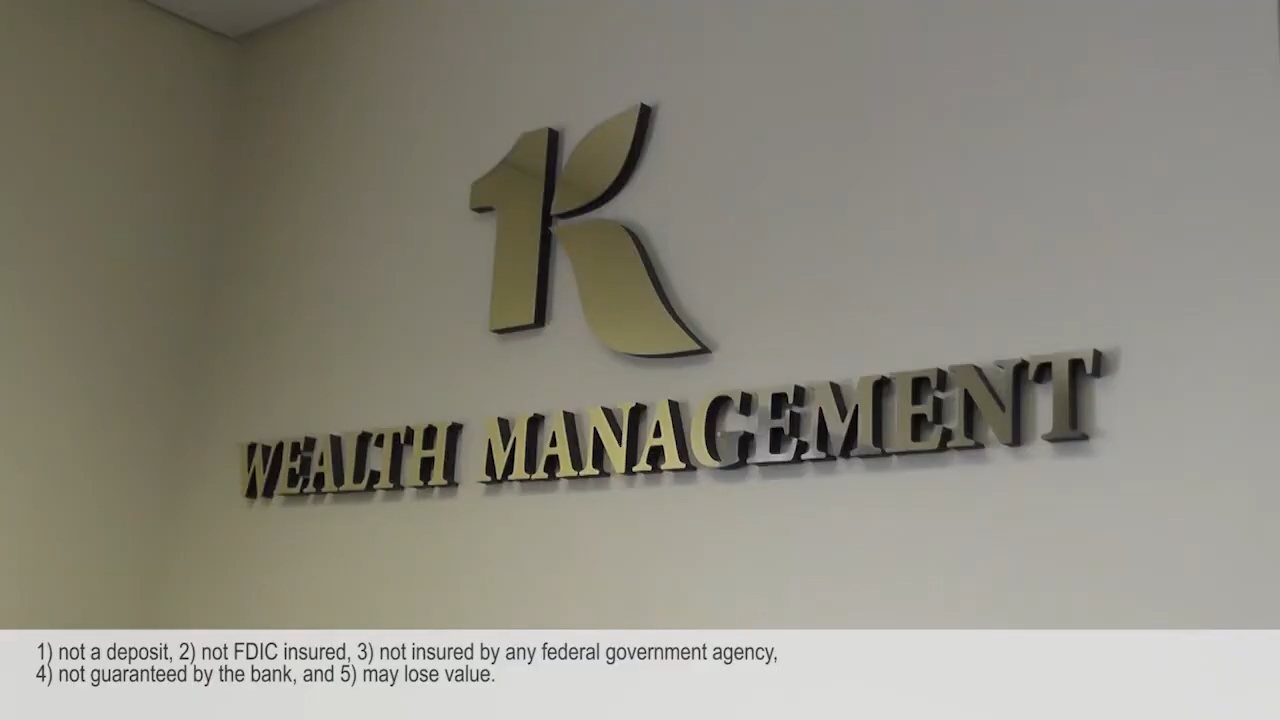 1K
WEALTH MANAGEMENT
1) not a deposit, 2) not FDIC insured, 3) not insured by any federal government agency,
4) not guaranteed by the bank, and 5) may lose value.